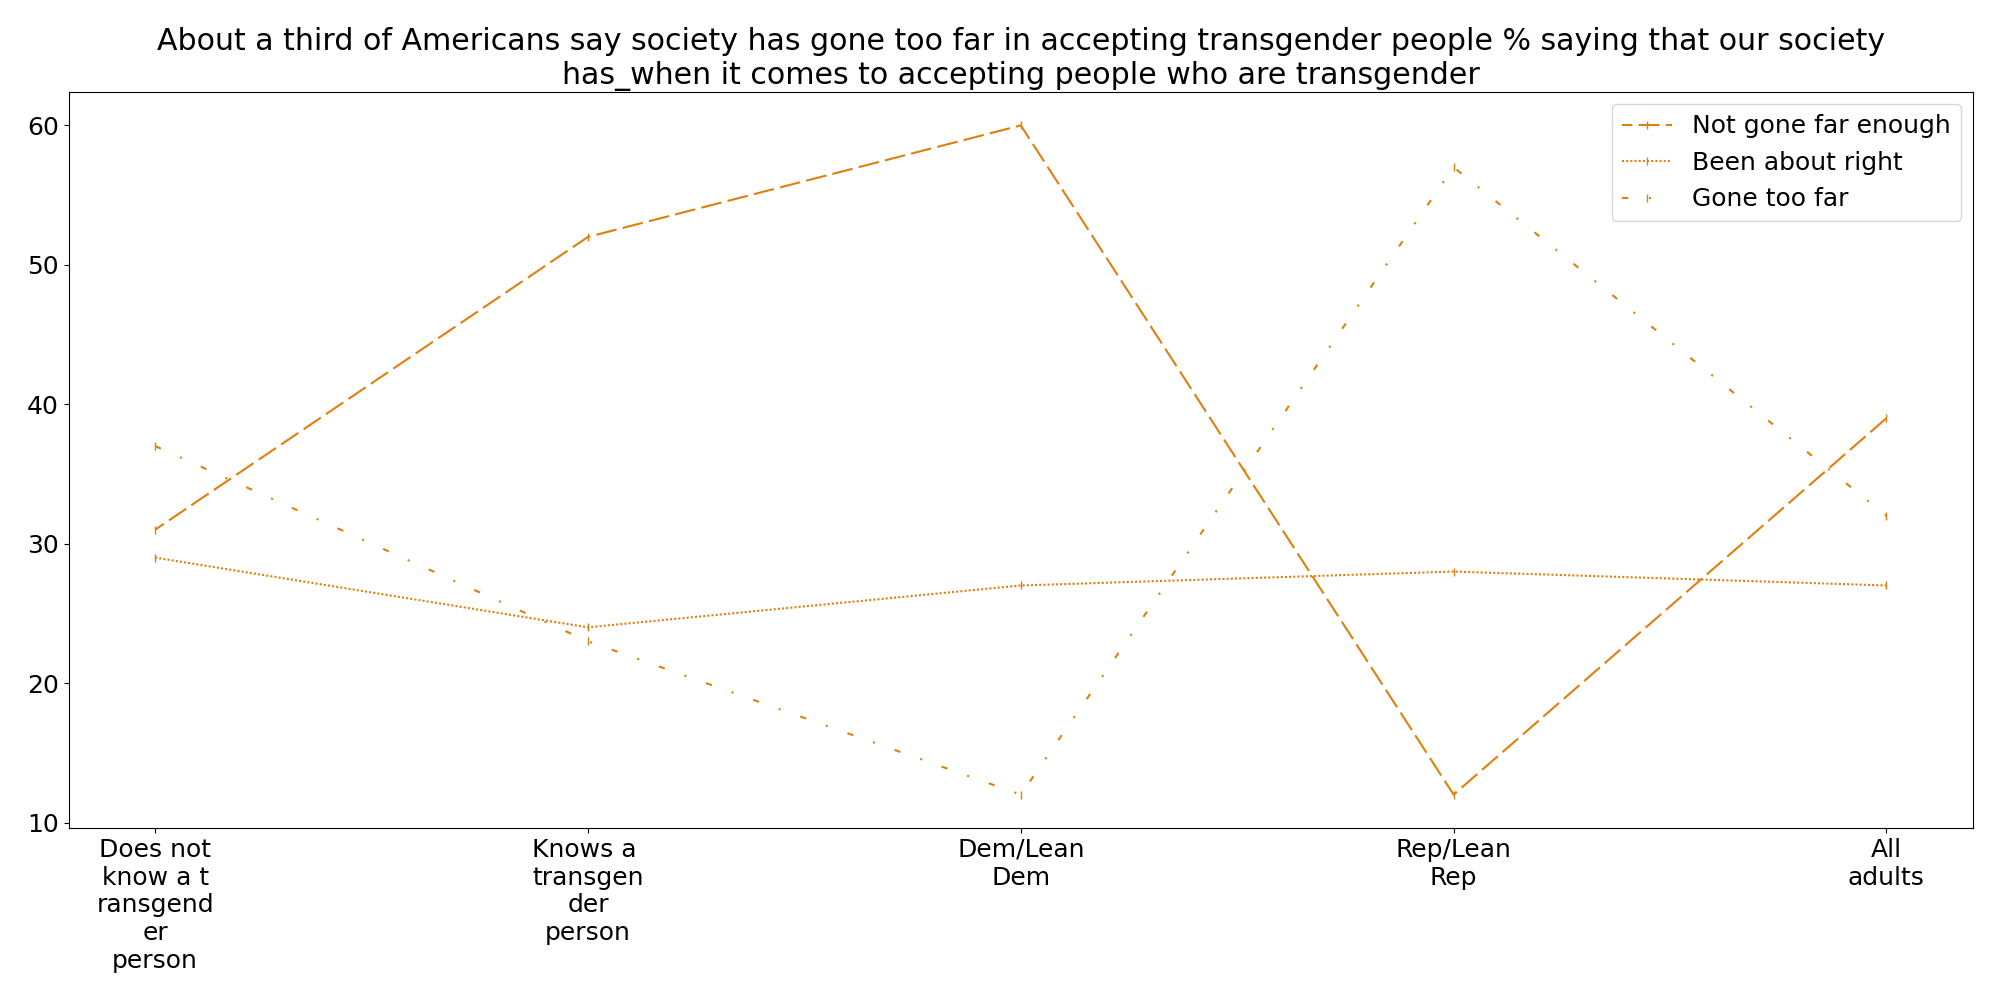 About a third of Americans say society has gone too far in accepting transgender people % saying that our society
has_when it comes to accepting people who are transgender
60
50
40
30
20
10
Not gone far enough
Been about right
Gone too far
Does not
know a t
ransgend
er
person
Knows a
transgen
der
person
Dem/Lean
Dem
Rep/Lean
Rep
All
adults